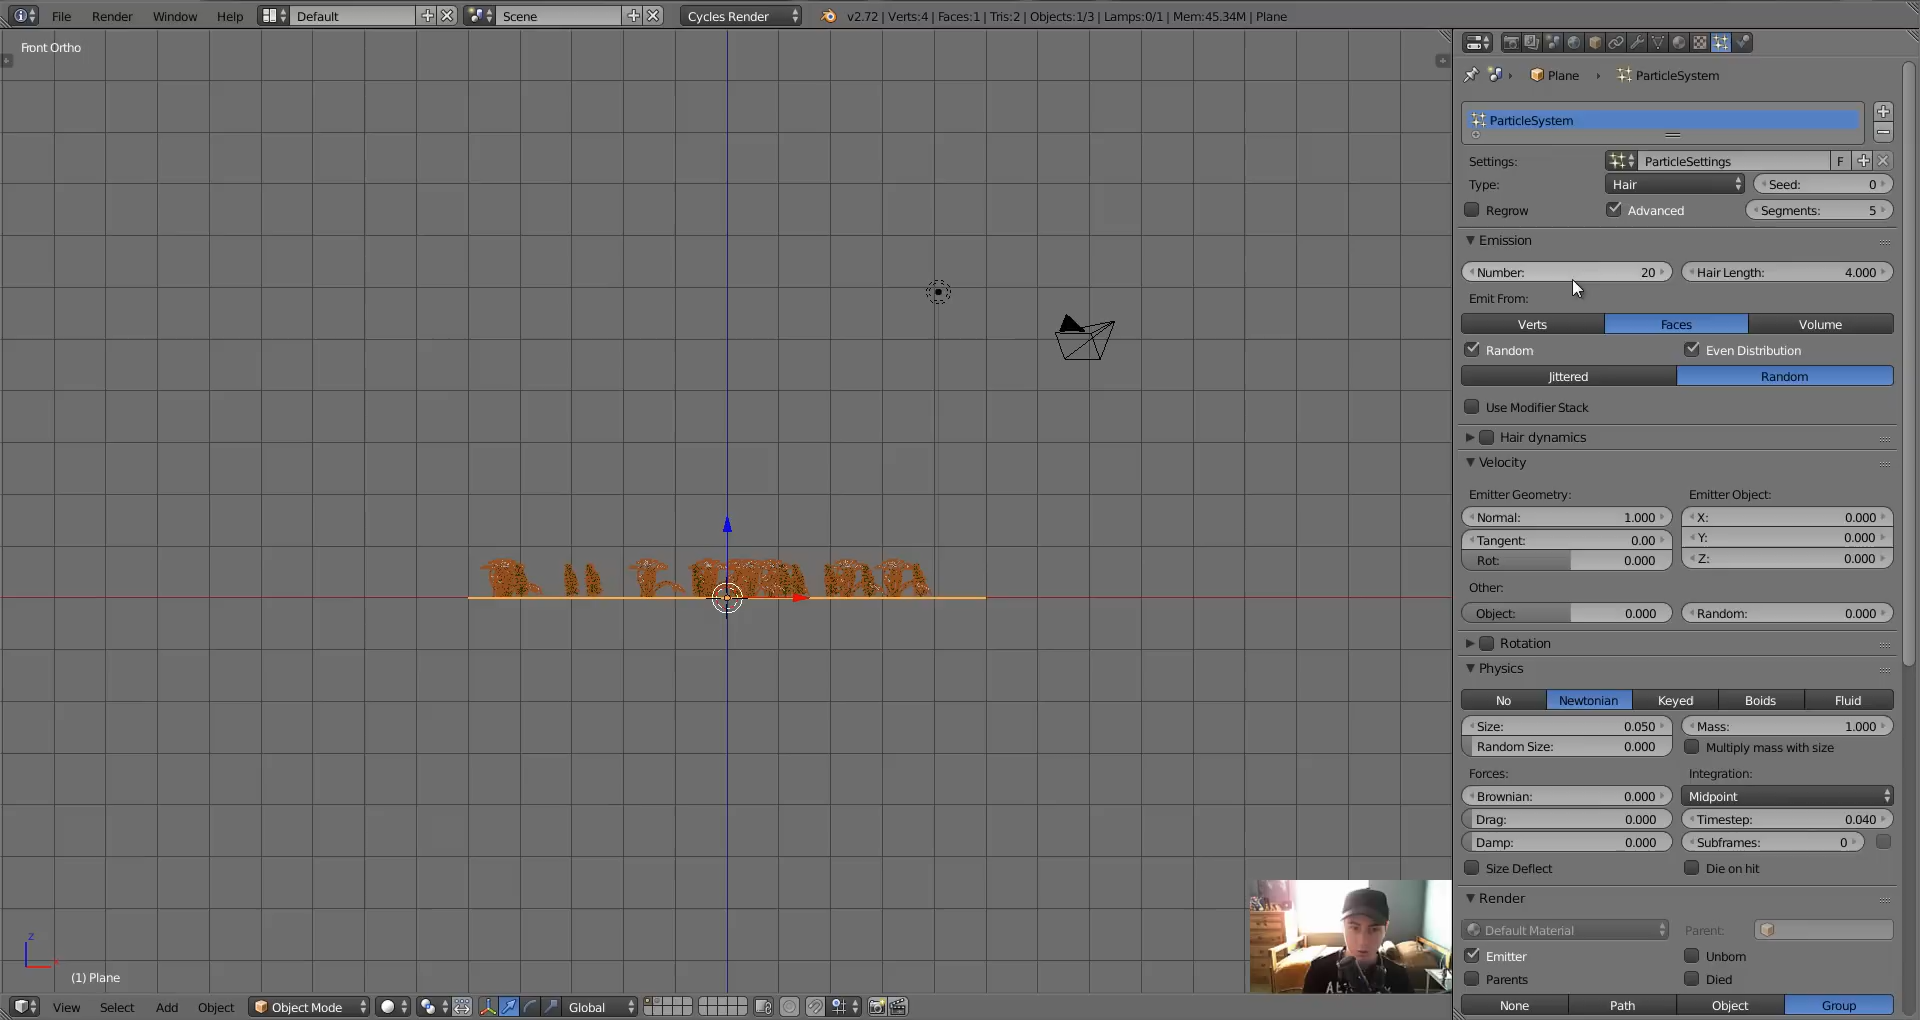 File Render Window Help Default Scene Cycles Render v2.72 | Verts:4 | Faces:1 | Tris:2 | Objects:1/3 | Lamps:0/1 | Mem:45.34M | Plane
Front Ortho
Plane ParticleSystem
ParticleSystem
Settings: ParticleSettings F
Type: Hair Seed: 0
Regrow Advanced Segments: 5
Emission
Number: 20 Hair Length: 4.000
Emit From:
Verts Faces Volume
Random Even Distribution
Jittered Random
Use Modifier Stack
Hair dynamics
Velocity
Emitter Geometry: Emitter Object:
Normal: 1.000 X: 0.000
Tangent: 0.00 Y: 0.000
Rot: 0.000 Z: 0.000
Other:
Object: 0.000 Random: 0.000
Rotation
Physics
No Newtonian Keyed Boids Fluid
Size: 0.050 Mass: 1.000
Random Size: 0.000 Multiply mass with size
Forces: Integration:
Brownian: 0.000 Midpoint
Drag: 0.000 Timestep: 0.040
Damp: 0.000 Subframes: 0
Size Deflect Die on hit
Render
Default Material Parent:
Emitter Unborn
Parents Died
None Path Object Group
z
(1) Plane
View Select Add Object Object Mode Global